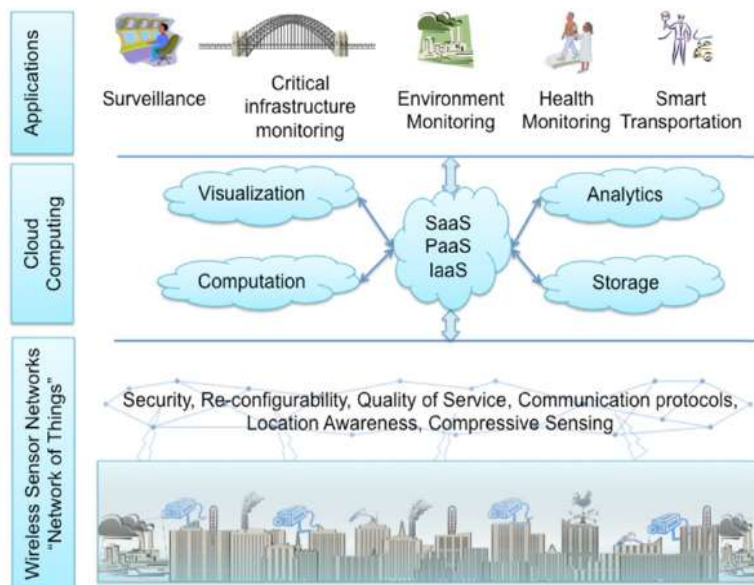 Applications
Surveillance
Critical
infrastructure
monitoring
Environment
Monitoring
Health
Monitoring
Smart
Transportation
Cloud
Computing
Visualization
Computation
SaaS
PaaS
IaaS
Analytics
Storage
Wireless Sensor Networks
“Network of Things”
Security, Re-configurability, Quality of Service, Communication protocols,
Location Awareness, Compressive Sensing